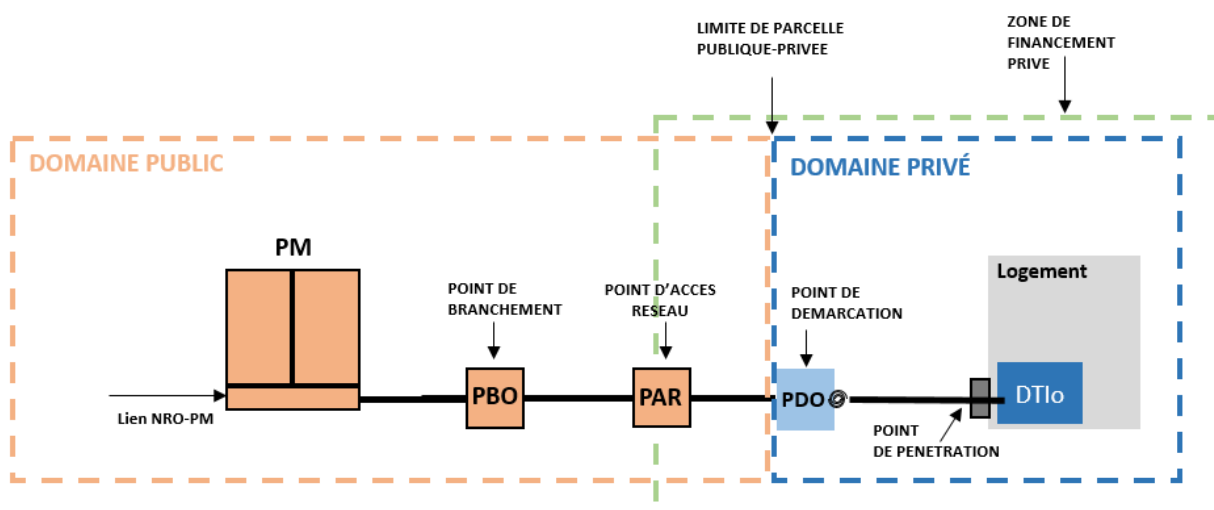 LIMITE DE PARCELLE
PUBLIQUE-PRIVEE
ZONE DE
FINANCEMENT
PRIVE
DOMAINE PUBLIC
DOMAINE PRIVÉ
PM
Logement
POINT DE
BRANCHEMENT
POINT D'ACCES
RESEAU
POINT DE
DEMARCATION
PBO
PAR
PDO
DTIo
Lien NRO-PM
POINT
DE PENETRATION